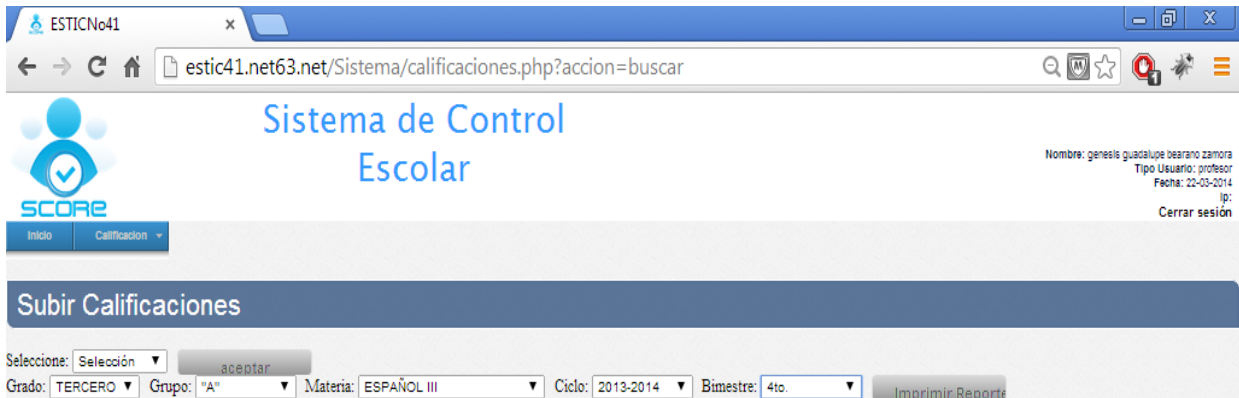 ESTICNo41
estic41.net63.net/Sistema/calificaciones.php?accion=buscar
Sistema de Control
Escolar
SCORE
Nombre: genesis guadalupe bearano zamora
Tipo Usuario: profesor
Fecha: 22-03-2014
Ip:
Cerrar sesión
Inicio Calificacion
Subir Calificaciones
Seleccione: Selección aceptar
Grado: TERCERO Grupo: "A" Materia: ESPAÑOL III Ciclo: 2013-2014 Bimestre: 4to. Imprimir Reporte